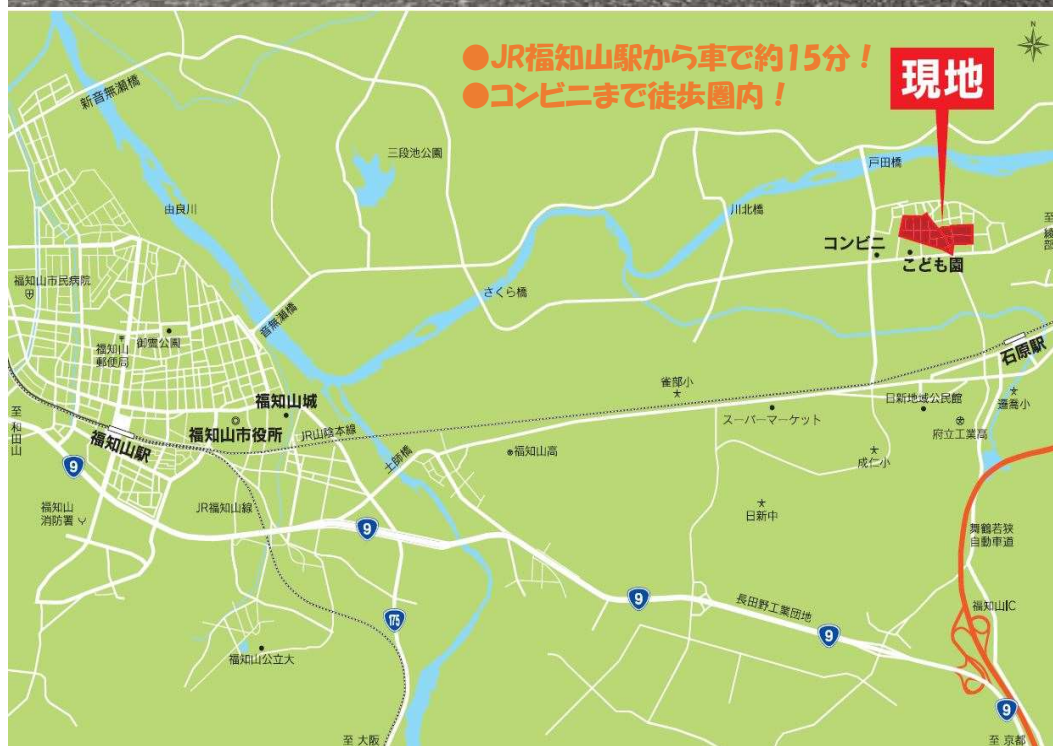 ●JR福知山駅から車で約15分！
●コンビニまで徒歩圏内！
現地
N
新音無瀬橋
三段池公園
戸田橋
由良川
川北橋
至 綾部
コンビニ
こども園
福知山市民病院
さくら橋
音無瀬橋
御霊公園
福知山
郵便局
石原駅
雀部小
福知山城
日新地域公民館
遷喬小
至 和田山
スーパーマーケット
福知山市役所
JR山陰本線
府立工業高
福知山駅
土師橋
福知山高
成仁小
9
福知山
消防署
JR福知山線
日新中
9
舞鶴若狭
自動車道
9
長田野工業団地
福知山IC
175
9
福知山公立大
9
至 大阪
至 京都